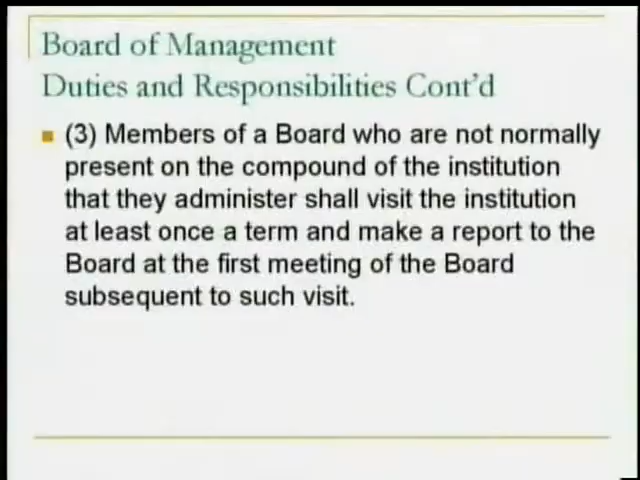 Board of Management
Duties and Responsibilities Cont'd
(3) Members of a Board who are not normally
present on the compound of the institution
that they administer shall visit the institution
at least once a term and make a report to the
Board at the first meeting of the Board
subsequent to such visit.